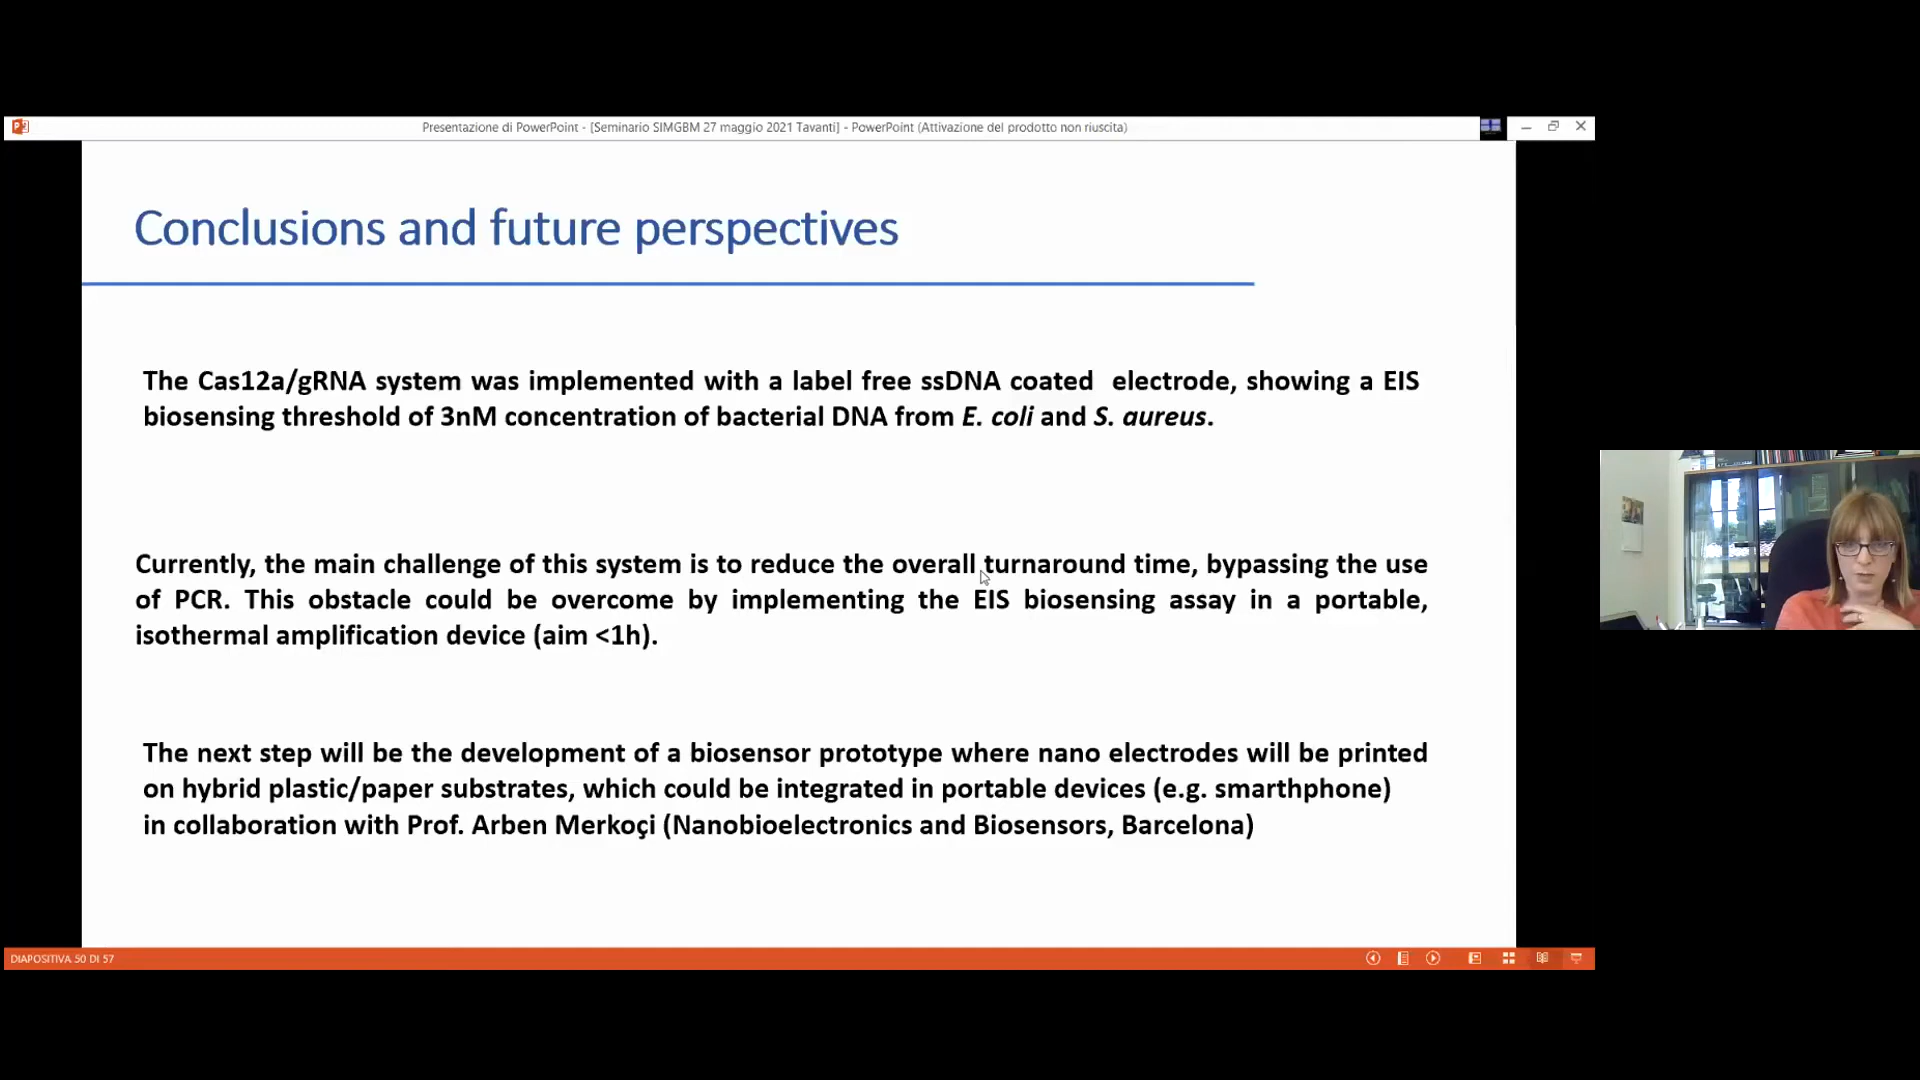 Presentazione di PowerPoint - [Seminario SIMGBM 27 maggio 2021 Tavanti] - PowerPoint (Attivazione del prodotto non riuscita)
Conclusions and future perspectives
The Cas12a/gRNA system was implemented with a label free ssDNA coated electrode, showing a EIS
biosensing threshold of 3nM concentration of bacterial DNA from E. coli and S. aureus.
Currently, the main challenge of this system is to reduce the overall turnaround time, bypassing the use
of PCR. This obstacle could be overcome by implementing the EIS biosensing assay in a portable,
isothermal amplification device (aim <1h).
The next step will be the development of a biosensor prototype where nano electrodes will be printed
on hybrid plastic/paper substrates, which could be integrated in portable devices (e.g. smarthphone)
in collaboration with Prof. Arben Merkoçi (Nanobioelectronics and Biosensors, Barcelona)
DIAPOSITIVA 50 DI 57